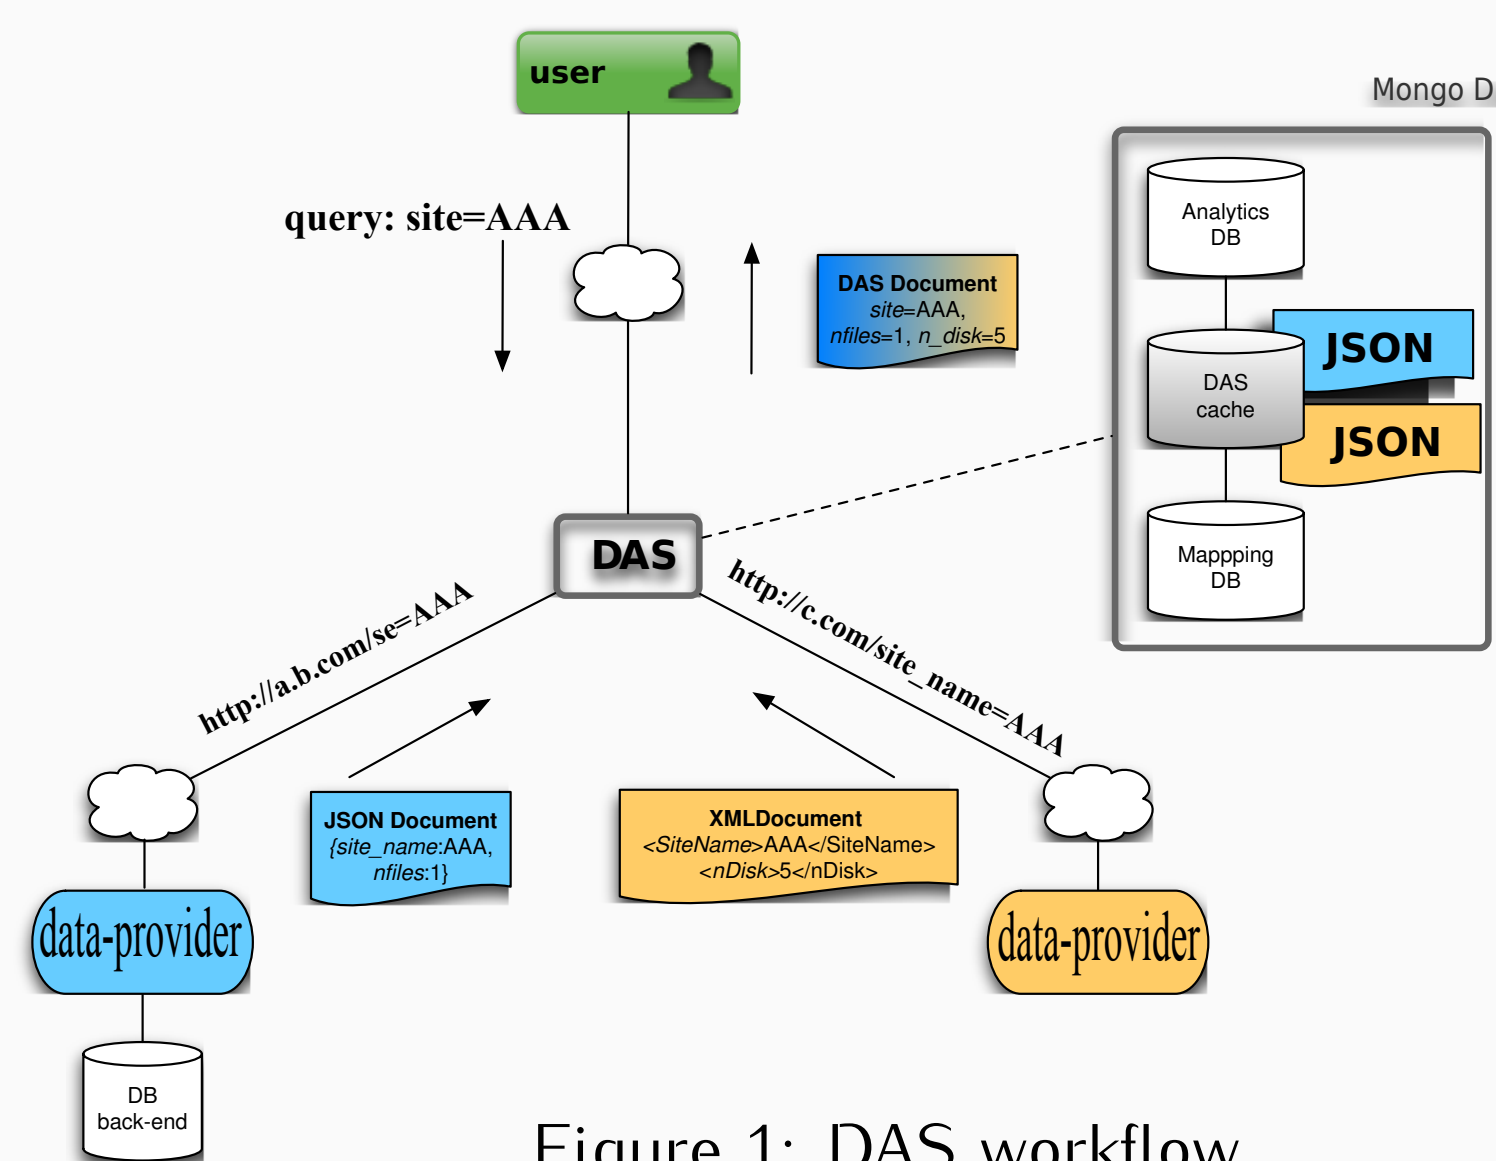 user
Mongo D
query: site=AAA
Analytics
DB
DAS Document
site=AAA,
nfiles=1, n_disk=5
JSON
DAS
cache
JSON
DAS
Mappping
DB
http://a.b.com/se=AAA
http://c.com/site_name=AAA
JSON Document
{site_name:AAA,
nfiles:1}
XMLDocument
<SiteName>AAA</SiteName>
<nDisk>5</nDisk>
data-provider
data-provider
DB
back-end
Figure 1: DAS workflow